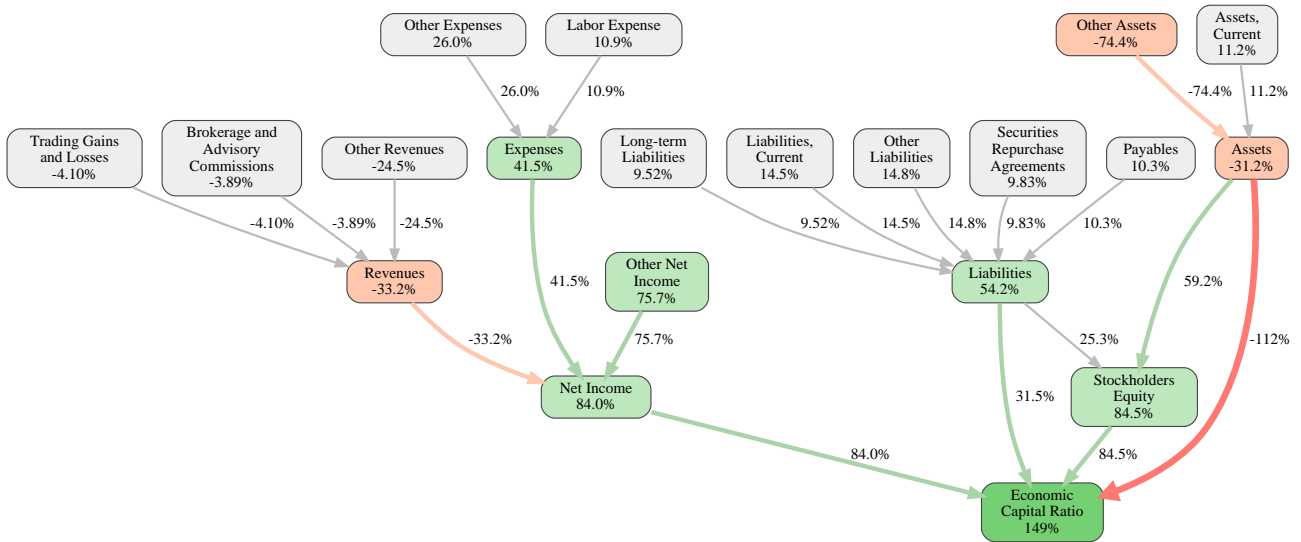 Other Expenses
26.0%
Labor Expense
10.9%
Other Assets
-74.4%
Assets,
Current
11.2%
26.0%
10.9%
-74.4%
11.2%
Trading Gains
and Losses
-4.10%
Brokerage and
Advisory
Commissions
-3.89%
Other Revenues
-24.5%
Expenses
41.5%
Long-term
Liabilities
9.52%
Liabilities,
Current
14.5%
Other
Liabilities
14.8%
Securities
Repurchase
Agreements
9.83%
Payables
10.3%
Assets
-31.2%
-4.10%
-3.89%
-24.5%
9.52%
14.5%
14.8%
9.83%
10.3%
Revenues
-33.2%
41.5%
Other Net
Income
75.7%
Liabilities
54.2%
59.2%
-33.2%
75.7%
25.3%
-112%
Net Income
84.0%
31.5%
Stockholders
Equity
84.5%
84.0%
84.5%
Economic
Capital Ratio
149%